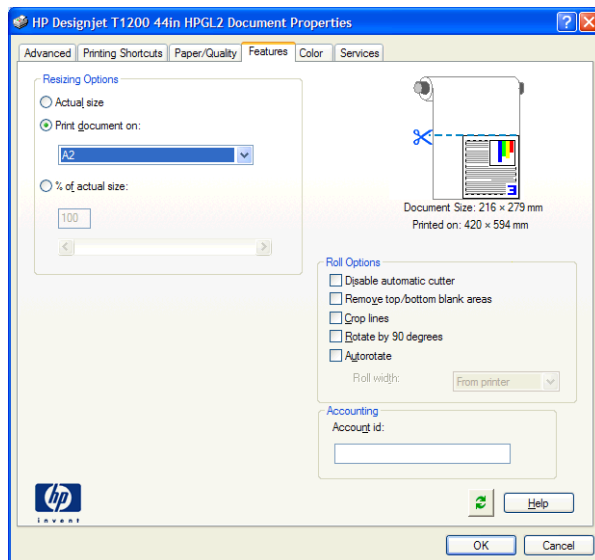 HP Designjet T1200 44in HPGL2 Document Properties
Advanced Printing Shortcuts Paper/Quality Features Color Services
Resizing Options
Actual size
Print document on:
A2
% of actual size:
100
3
Document Size: 216 × 279 mm
Printed on: 420 × 594 mm
Roll Options
Disable automatic cutter
Remove top/bottom blank areas
Crop lines
Rotate by 90 degrees
Autorotate
Roll width: From printer
Accounting
Account id:
hp
invent
Help
OK Cancel